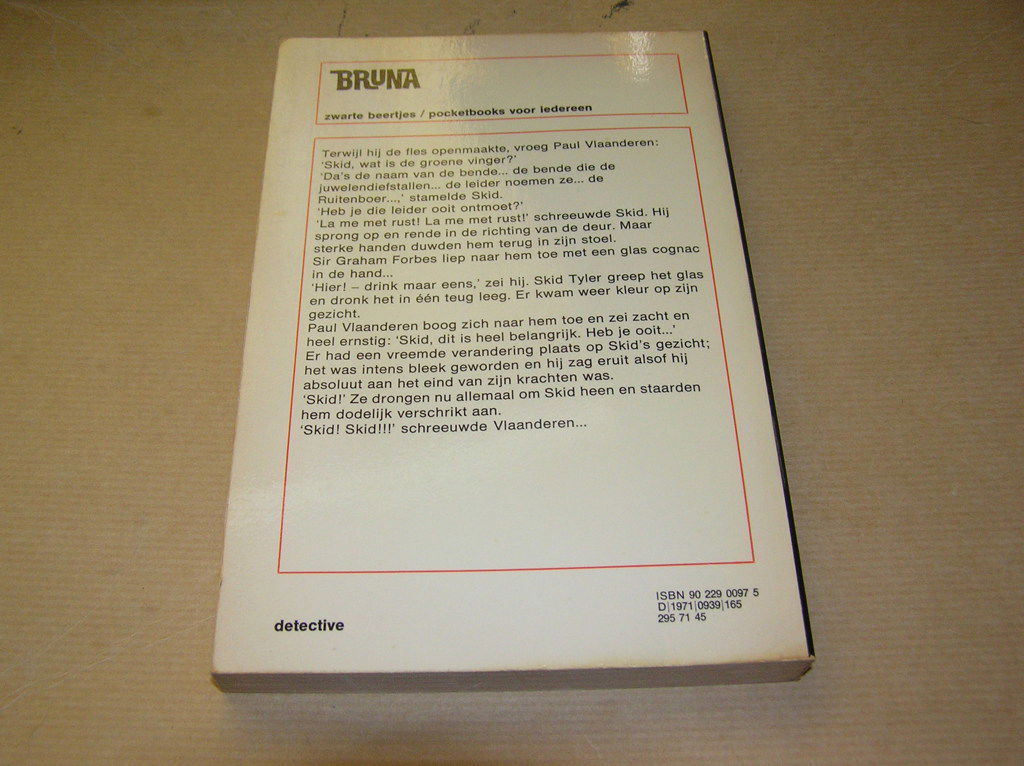 BRUNA
zwarte beertjes / pocketbooks voor iedereen
Terwijl hij de fles openmaakte, vroeg Paul Vlaanderen:
‘Skid, wat is de groene vinger?’
‘Da's de naam van de bende... de bende die de
juwelendiefstallen... de leider noemen ze... de
Ruitenboer...,’ stamelde Skid.
‘Heb je die leider ooit ontmoet?’
‘La me met rust! La me met rust!’ schreeuwde Skid. Hij
sprong op en rende in de richting van de deur. Maar
sterke handen duwden hem terug in zijn stoel.
Sir Graham Forbes liep naar hem toe met een glas cognac
in de hand...
‘Hier! – drink maar eens,’ zei hij. Skid Tyler greep het glas
en dronk het in één teug leeg. Er kwam weer kleur op zijn
gezicht.
Paul Vlaanderen boog zich naar hem toe en zei zacht en
heel ernstig: ‘Skid, dit is heel belangrijk. Heb je ooit...’
Er had een vreemde verandering plaats op Skid's gezicht;
het was intens bleek geworden en hij zag eruit alsof hij
absoluut aan het eind van zijn krachten was.
‘Skid!’ Ze drongen nu allemaal om Skid heen en staarden
hem dodelijk verschrikt aan.
‘Skid! Skid!!!’ schreeuwde Vlaanderen...
detective
ISBN 90 229 0097 5
D|1971|0939|165
295 71 45